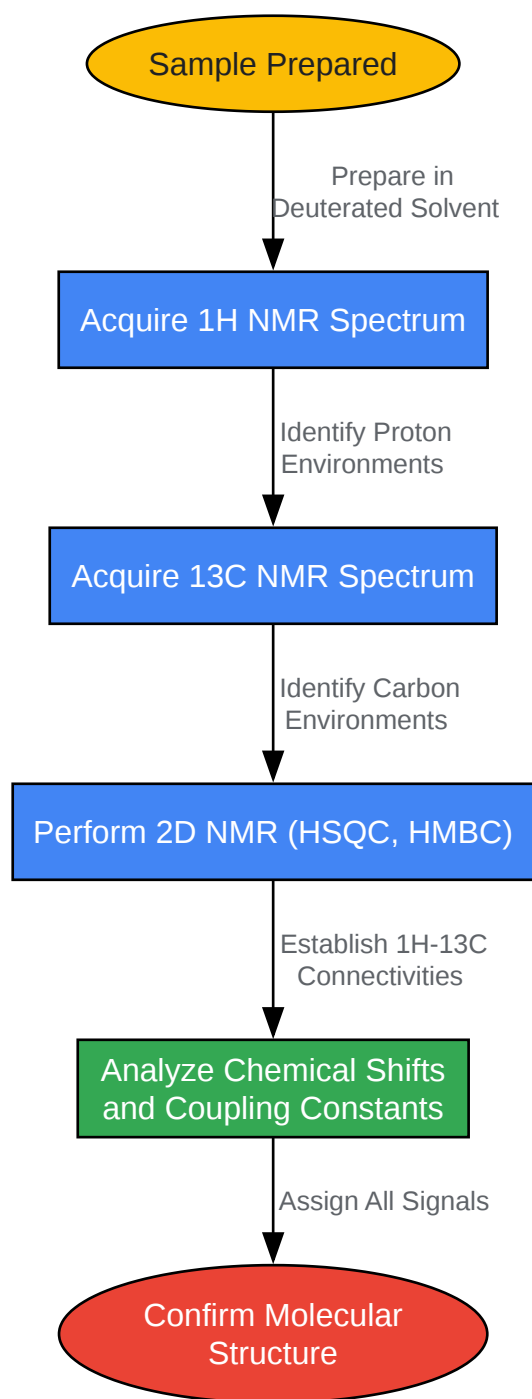 Sample Prepared
Prepare in
Deuterated Solvent
Acquire 1H NMR Spectrum
Identify Proton
Environments
Acquire 13C NMR Spectrum
Identify Carbon
Environments
Perform 2D NMR (HSQC, HMBC)
Establish 1H-13C
Connectivities
Analyze Chemical Shifts
and Coupling Constants
Assign All Signals
Confirm Molecular
Structure